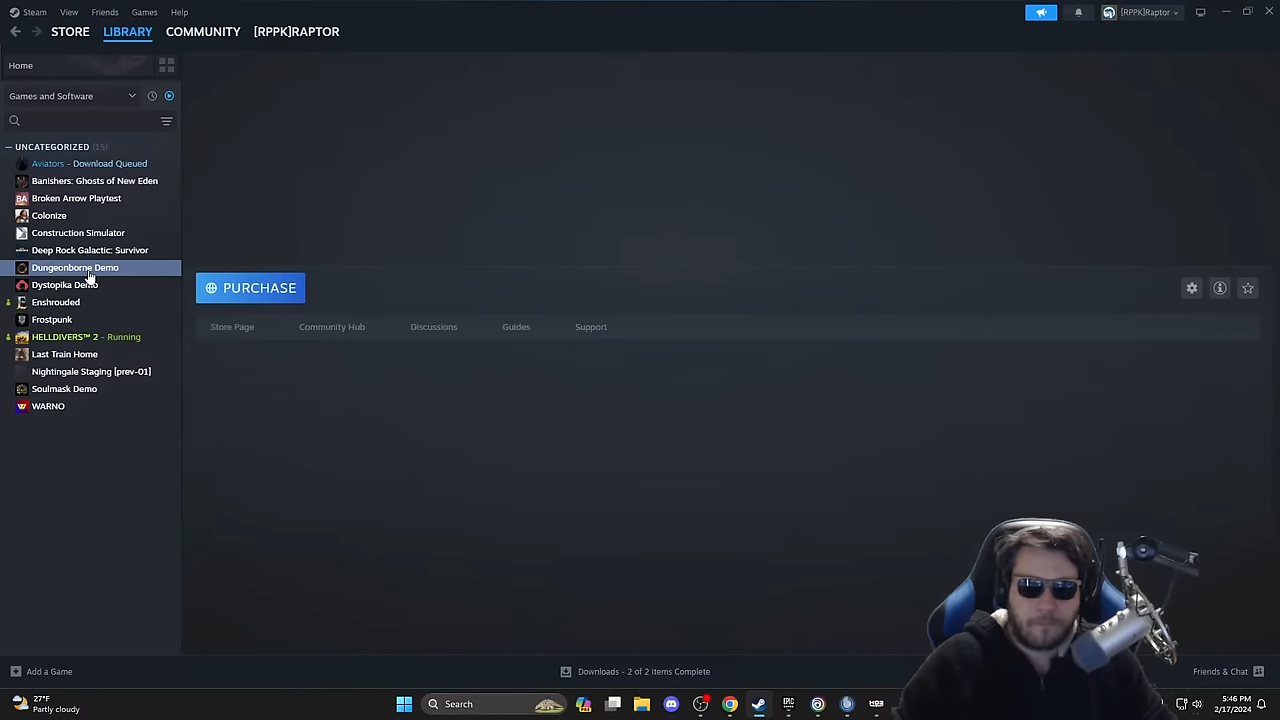 Steam View Friends Games Help [RPPK]Raptor
STORE LIBRARY COMMUNITY [RPPK]RAPTOR
Home
Games and Software
UNCATEGORIZED (15)
Aviators - Download Queued
Banishers: Ghosts of New Eden
BA Broken Arrow Playtest
Colonize
Construction Simulator
Deep Rock Galactic: Survivor
Dungeonborne Demo
Dystopika Demo
Enshrouded
Frostpunk
HELLDIVERS™ 2 - Running
Last Train Home
Nightingale Staging [prev-01]
Soulmask Demo
WARNO
PURCHASE
Store Page Community Hub Discussions Guides Support
Add a Game
Downloads - 2 of 2 Items Complete
Friends & Chat
27°F
Partly cloudy
Search
5:46 PM
2/17/2024